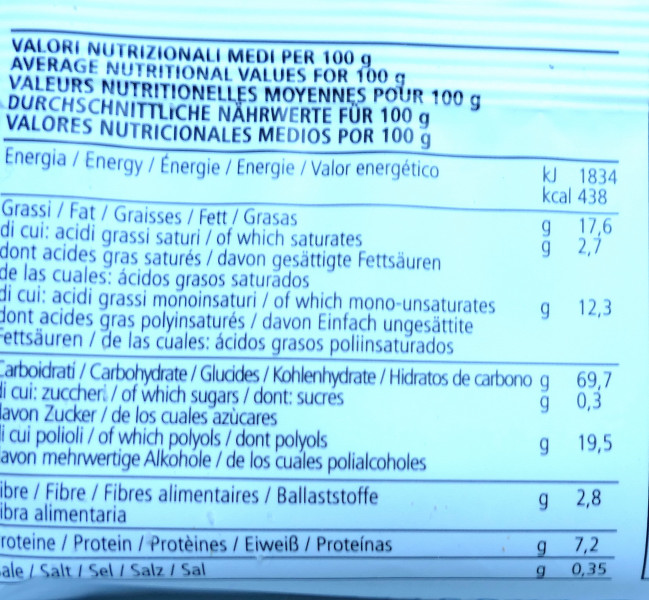 VALORI NUTRIZIONALI MEDI PER 100 g
AVERAGE NUTRITIONAL VALUES FOR 100 g
VALEURS NUTRITIONELLES MOYENNES POUR 100 g
DURCHSCHNITTLICHE NÄHRWERTE FÜR 100 g
VALORES NUTRICIONALES MEDIOS POR 100 g
Energia / Energy / Énergie / Energie / Valor energético kJ 1834
kcal 438
Grassi / Fat / Graisses / Fett / Grasas g 17,6
di cui: acidi grassi saturi / of which saturates g 2,7
dont acides gras saturés / davon gesättigte Fettsäuren
de las cuales: ácidos grasos saturados
di cui: acidi grassi monoinsaturi / of which mono-unsaturates g 12,3
dont acides gras polyinsaturés / davon Einfach ungesättite
Fettsäuren / de las cuales: ácidos grasos poliinsaturados
Carboidrati / Carbohydrate / Glucides / Kohlenhydrate / Hidratos de carbono g 69,7
di cui: zuccheri / of which sugars / dont: sucres g 0,3
davon Zucker / de los cuales azùcares
di cui polioli / of which polyols / dont polyols g 19,5
avon mehrwertige Alkohole / de los cuales polialcoholes
ibre / Fibre / Fibres alimentaires / Ballaststoffe g 2,8
ibra alimentaria
roteine / Protein / Protèines / Eiweiß / Proteínas g 7,2
ale / Salt / Sel / Salz / Sal g 0,35